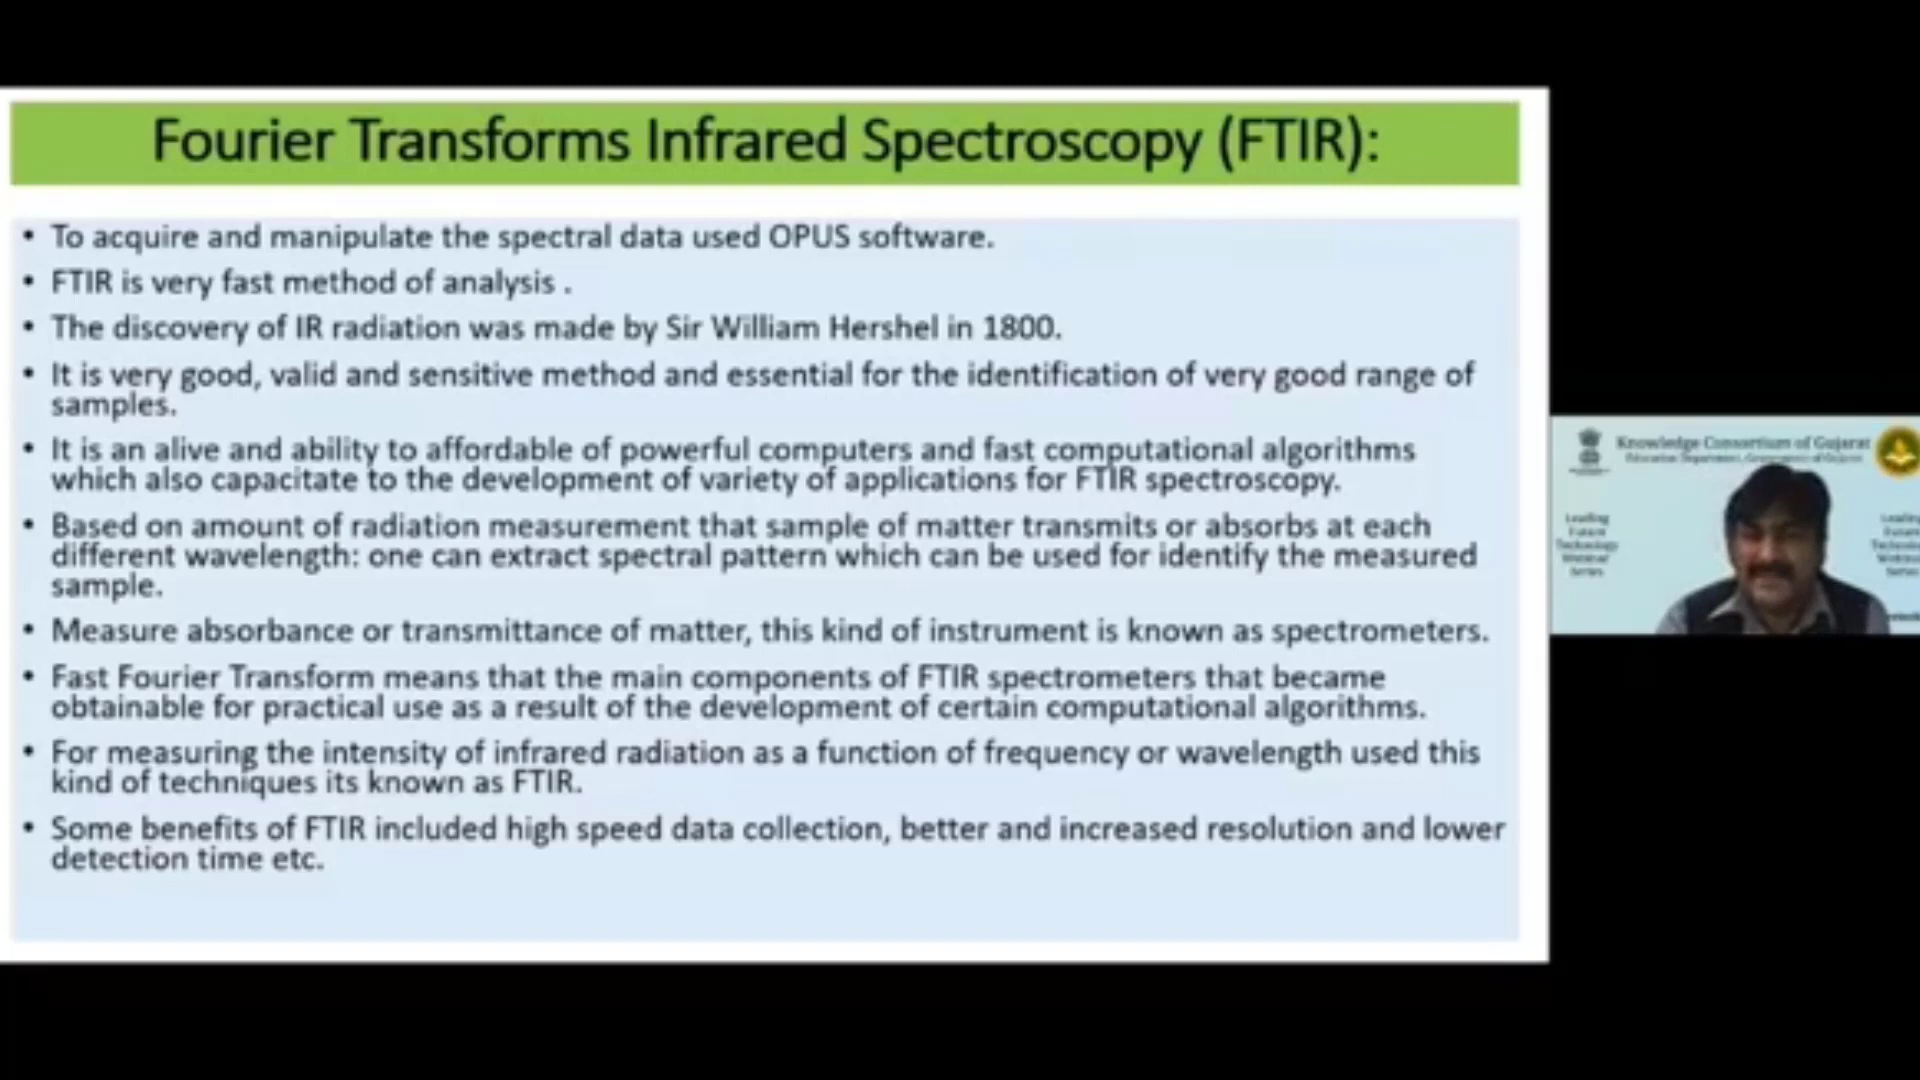 Fourier Transforms Infrared Spectroscopy (FTIR):
• To acquire and manipulate the spectral data used OPUS software.
• FTIR is very fast method of analysis .
• The discovery of IR radiation was made by Sir William Hershel in 1800.
• It is very good, valid and sensitive method and essential for the identification of very good range of
samples.
• It is an alive and ability to affordable of powerful computers and fast computational algorithms
which also capacitate to the development of variety of applications for FTIR spectroscopy.
• Based on amount of radiation measurement that sample of matter transmits or absorbs at each
different wavelength: one can extract spectral pattern which can be used for identify the measured
sample.
• Measure absorbance or transmittance of matter, this kind of instrument is known as spectrometers.
• Fast Fourier Transform means that the main components of FTIR spectrometers that became
obtainable for practical use as a result of the development of certain computational algorithms.
• For measuring the intensity of infrared radiation as a function of frequency or wavelength used this
kind of techniques its known as FTIR.
• Some benefits of FTIR included high speed data collection, better and increased resolution and lower
detection time etc.
Knowledge Consortium of Gujarat
Education Department, Government of Gujarat
Leading
Future
Technology
Webinar
Series